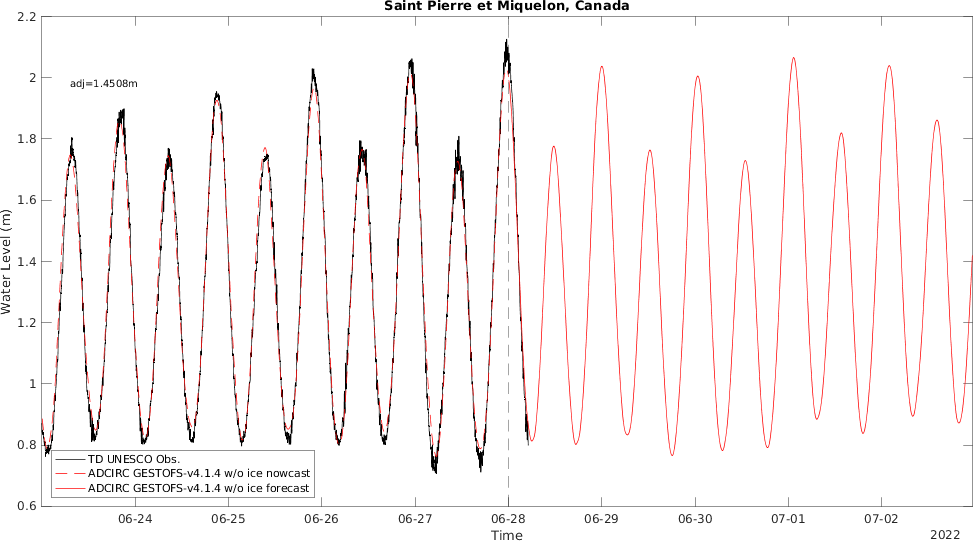 Saint Pierre et Miquelon, Canada
2.2
2
1.8
1.6
1.4
1.2
1
0.8
0.6
Water Level (m)
adj=1.4508m
TD UNESCO Obs.
ADCIRC GESTOFS-v4.1.4 w/o ice nowcast
ADCIRC GESTOFS-v4.1.4 w/o ice forecast
06-24 06-25 06-26 06-27 06-28 06-29 06-30 07-01 07-02
Time
2022